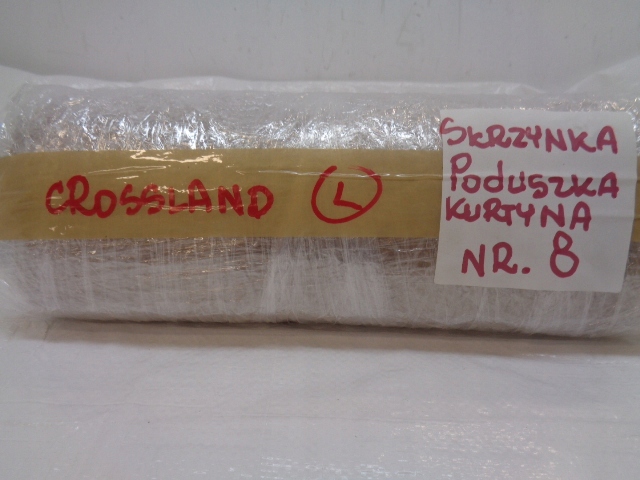 CROSSLAND L
SKRZYNKA
PODUSZKA
KURTYNA
NR. 8